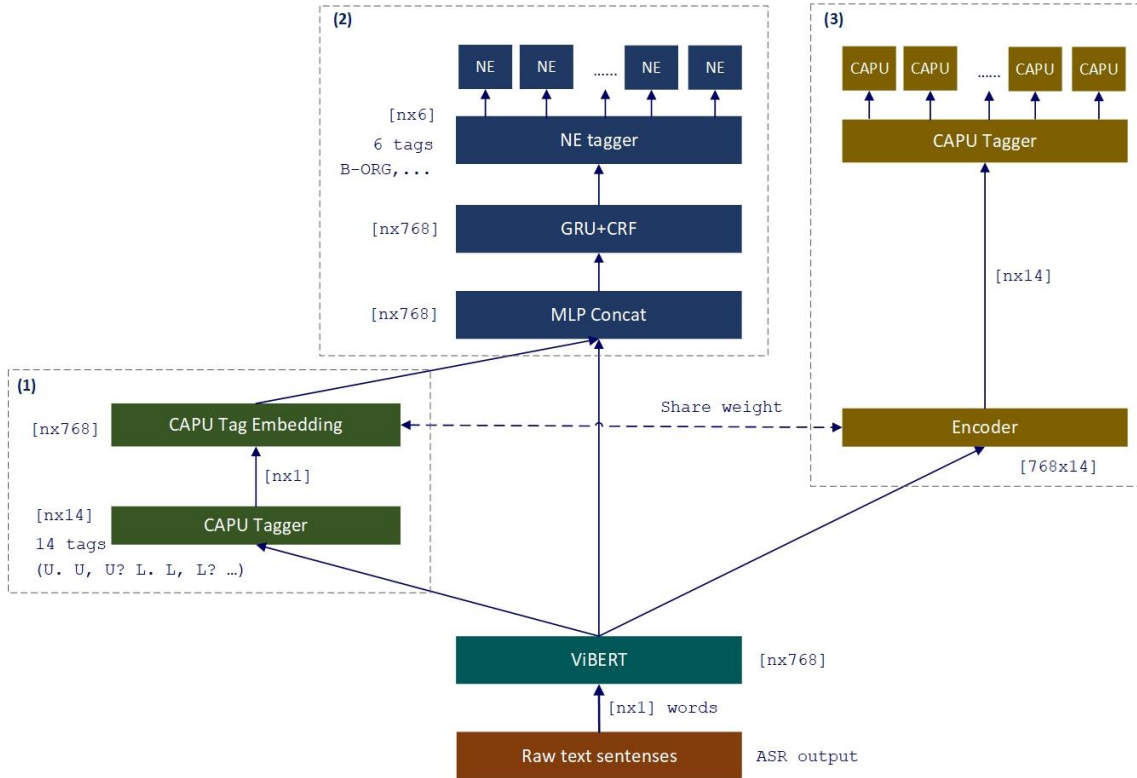 (2)
NE NE ...... NE NE
[nx6]
6 tags
B-ORG,...
NE tagger
[nx768]
GRU+CRF
[nx768]
MLP Concat
(3)
CAPU CAPU ...... CAPU CAPU
CAPU Tagger
[nx14]
Encoder
[768x14]
Share weight
(1)
[nx768]
CAPU Tag Embedding
[nx1]
[nx14]
CAPU Tagger
14 tags
(U. U, U? L. L, L? …)
ViBERT
[nx768]
[nx1] words
Raw text sentenses
ASR output